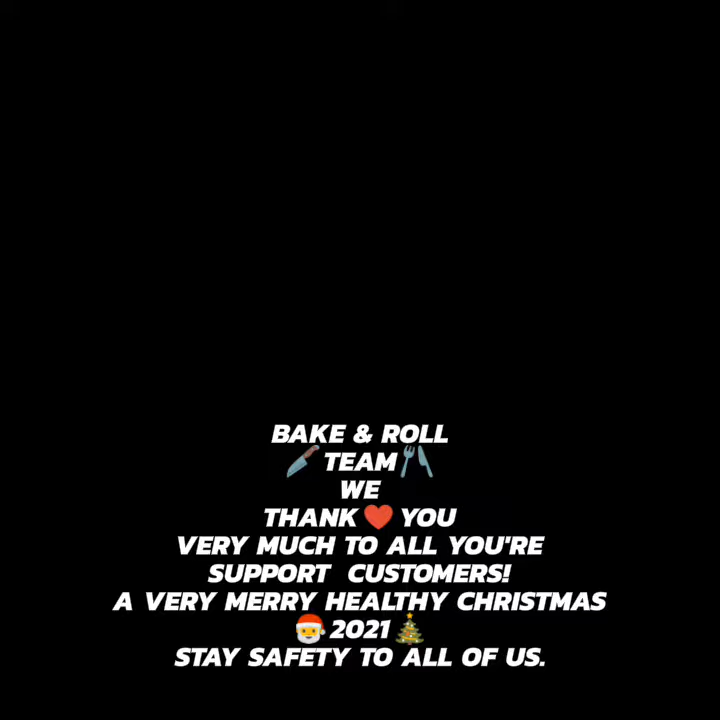 BAKE & ROLL
🔪 TEAM 🍴
WE
THANK ❤️ YOU
VERY MUCH TO ALL YOU'RE
SUPPORT CUSTOMERS!
A VERY MERRY HEALTHY CHRISTMAS
🎅 2021 🎄
STAY SAFETY TO ALL OF US.